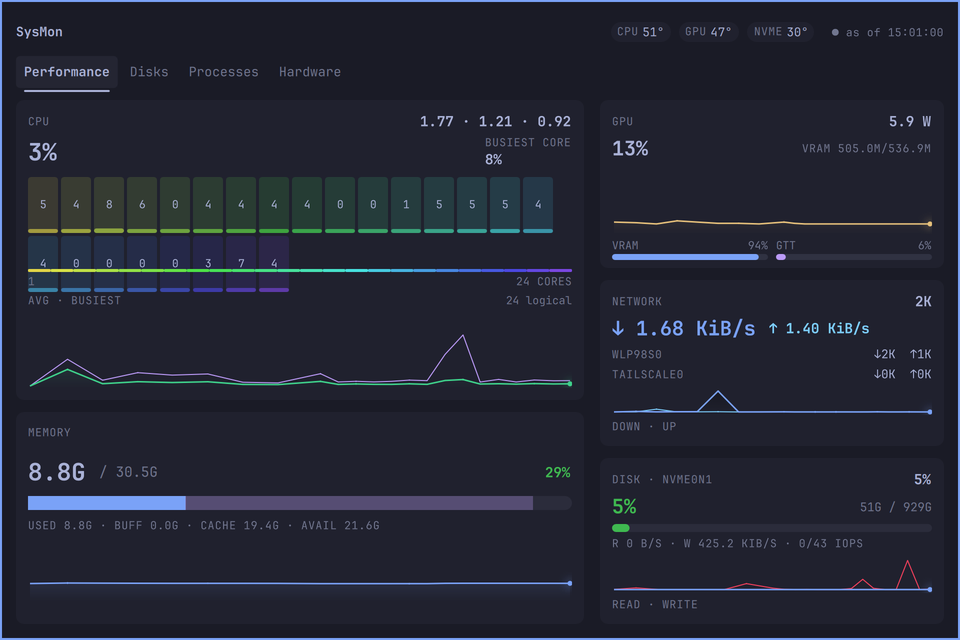 SysMon
CPU 51° GPU 47° NVME 30° as of 15:01:00
Performance Disks Processes Hardware
CPU 1.77 · 1.21 · 0.92
3% BUSIEST CORE
8%
5 4 8 6 0 4 4 4 4 0 0 1 5 5 5 4
4 0 0 0 0 3 7 4
1 24 CORES
AVG · BUSIEST 24 logical
MEMORY
8.8G / 30.5G 29%
USED 8.8G · BUFF 0.0G · CACHE 19.4G · AVAIL 21.6G
GPU 5.9 W
13% VRAM 505.0M/536.9M
VRAM 94% GTT 6%
NETWORK 2K
↓ 1.68 KiB/s ↑ 1.40 KiB/s
WLP98S0 ↓2K ↑1K
TAILSCALE0 ↓0K ↑0K
DOWN · UP
DISK · NVME0N1 5%
5% 51G / 929G
R 0 B/S · W 425.2 KIB/S · 0/43 IOPS
READ · WRITE